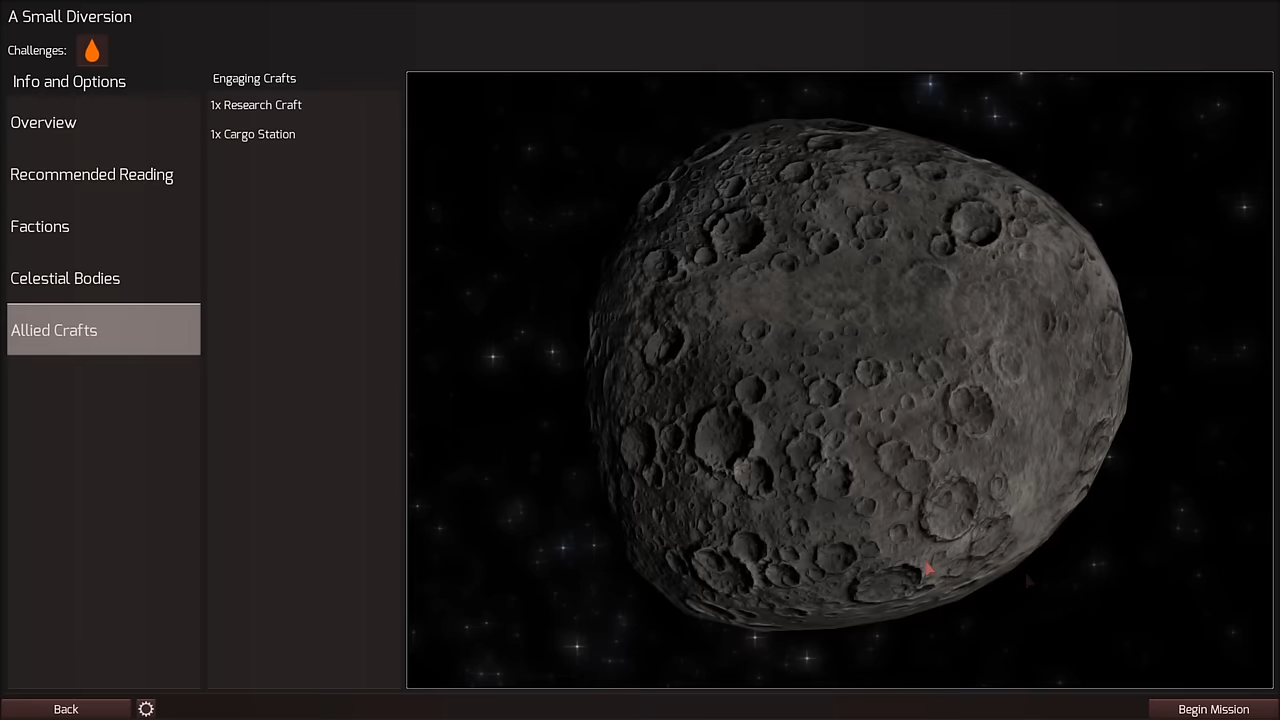 A Small Diversion
Challenges:
Info and Options
Overview
Recommended Reading
Factions
Celestial Bodies
Allied Crafts
Engaging Crafts
1x Research Craft
1x Cargo Station
Back
Begin Mission